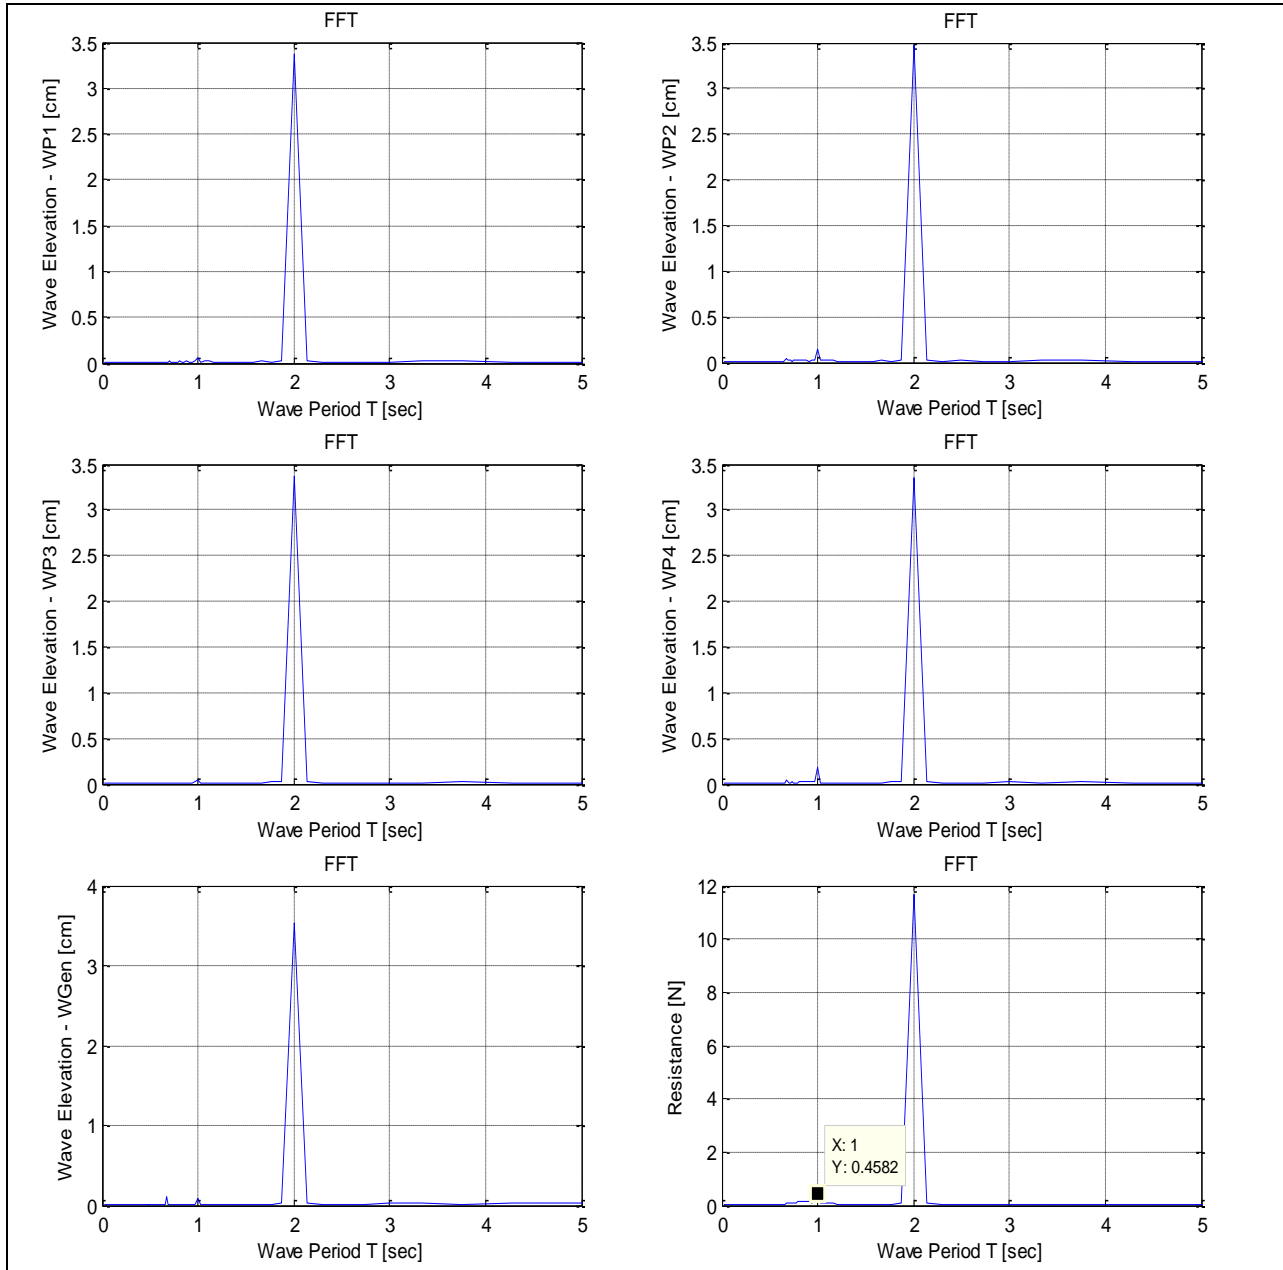 FFT
Wave Elevation - WP1 [cm]
3.5
3
2.5
2
1.5
1
0.5
0
0 1 2 3 4 5
Wave Period T [sec]
FFT
Wave Elevation - WP2 [cm]
3.5
3
2.5
2
1.5
1
0.5
0
0 1 2 3 4 5
Wave Period T [sec]
FFT
Wave Elevation - WP3 [cm]
3.5
3
2.5
2
1.5
1
0.5
0
0 1 2 3 4 5
Wave Period T [sec]
FFT
Wave Elevation - WP4 [cm]
3.5
3
2.5
2
1.5
1
0.5
0
0 1 2 3 4 5
Wave Period T [sec]
FFT
Wave Elevation - WGen [cm]
4
3
2
1
0
0 1 2 3 4 5
Wave Period T [sec]
FFT
Resistance [N]
12
10
8
6
4
2
0
X: 1
Y: 0.4582
0 1 2 3 4 5
Wave Period T [sec]